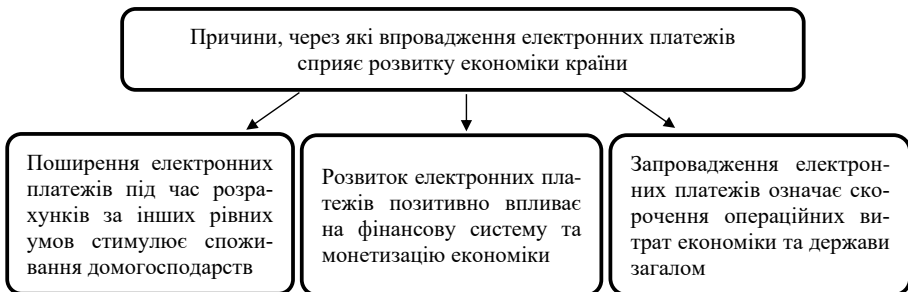 Причини, через які впровадження електронних платежів
сприяє розвитку економіки країни
Поширення електронних
платежів під час розра-
хунків за інших рівних
умов стимулює спожи-
вання домогосподарств
Розвиток електронних пла-
тежів позитивно впливає
на фінансову систему та
монетизацію економіки
Запровадження електрон-
них платежів означає ско-
рочення операційних ви-
трат економіки та держави
загалом